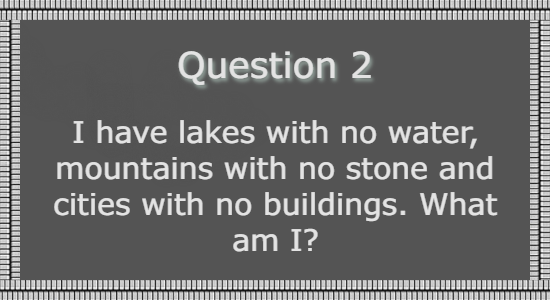 Question 2
I have lakes with no water,
mountains with no stone and
cities with no buildings. What
am I?